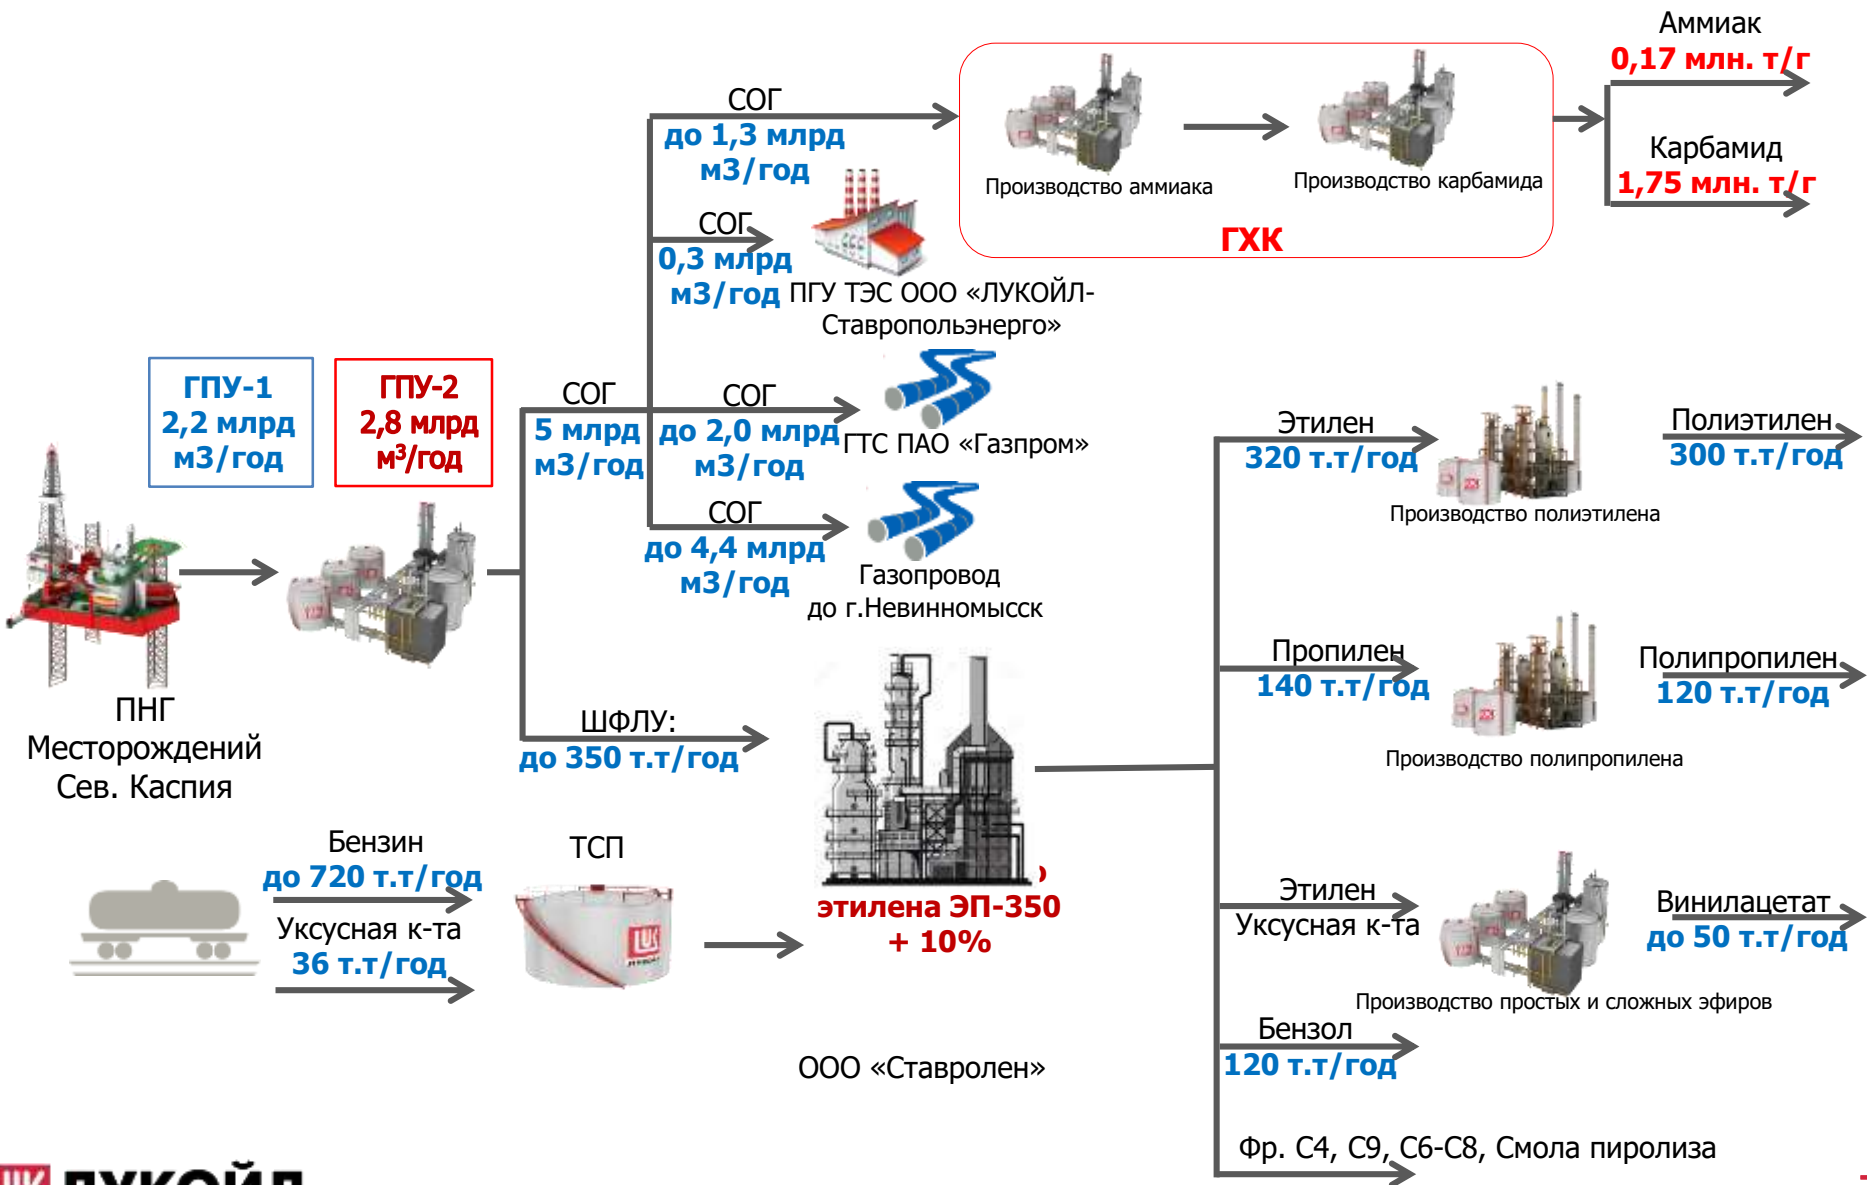 Аммиак
0,17 млн. т/г
СОГ
до 1,3 млрд
м3/год
Карбамид
1,75 млн. т/г
Производство аммиака
Производство карбамида
ГХК
СОГ
0,3 млрд
м3/год
ПГУ ТЭС ООО «ЛУКОЙЛ-
Ставропольэнерго»
ГПУ-1
2,2 млрд
м3/год
ГПУ-2
2,8 млрд
м³/год
СОГ
5 млрд
м3/год
СОГ
до 2,0 млрд
м3/год
ГТС ПАО «Газпром»
СОГ
до 4,4 млрд
м3/год
Газопровод
до г.Невинномысск
Этилен
320 т.т/год
Производство полиэтилена
Полиэтилен
300 т.т/год
ПНГ
Месторождений
Сев. Каспия
ШФЛУ:
до 350 т.т/год
Пропилен
140 т.т/год
Производство полипропилена
Полипропилен
120 т.т/год
Бензин
до 720 т.т/год
Уксусная к-та
36 т.т/год
ТСП
этилена ЭП-350
+ 10%
Этилен
Уксусная к-та
Производство простых и сложных эфиров
Винилацетат
до 50 т.т/год
Бензол
120 т.т/год
ООО «Ставролен»
Фр. С4, С9, С6-С8, Смола пиролиза
ЛУКОЙЛ